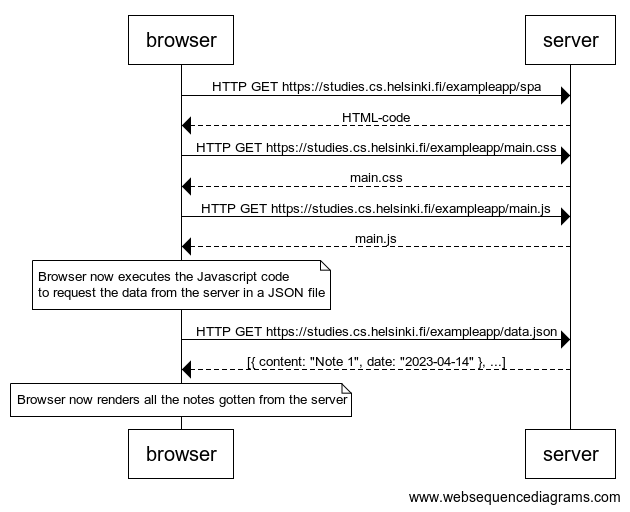 browser server
HTTP GET https://studies.cs.helsinki.fi/exampleapp/spa
HTML-code
HTTP GET https://studies.cs.helsinki.fi/exampleapp/main.css
main.css
HTTP GET https://studies.cs.helsinki.fi/exampleapp/main.js
main.js
Browser now executes the Javascript code
to request the data from the server in a JSON file
HTTP GET https://studies.cs.helsinki.fi/exampleapp/data.json
[{ content: "Note 1", date: "2023-04-14" }, ...]
Browser now renders all the notes gotten from the server
browser server
www.websequencediagrams.com